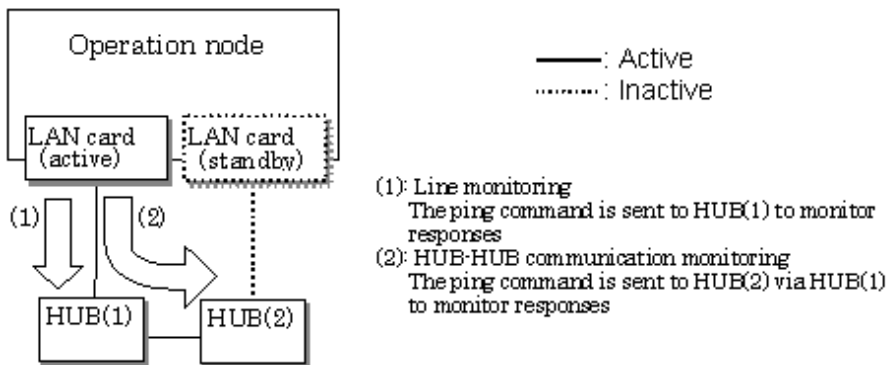 Operation node
LAN card
(active)
LAN card
(standby)
(1)
(2)
HUB(1)
HUB(2)
: Active
: Inactive
(1): Line monitoring
The ping command is sent to HUB(1) to monitor
responses
(2): HUB-HUB communication monitoring
The ping command is sent to HUB(2) via HUB(1)
to monitor responses